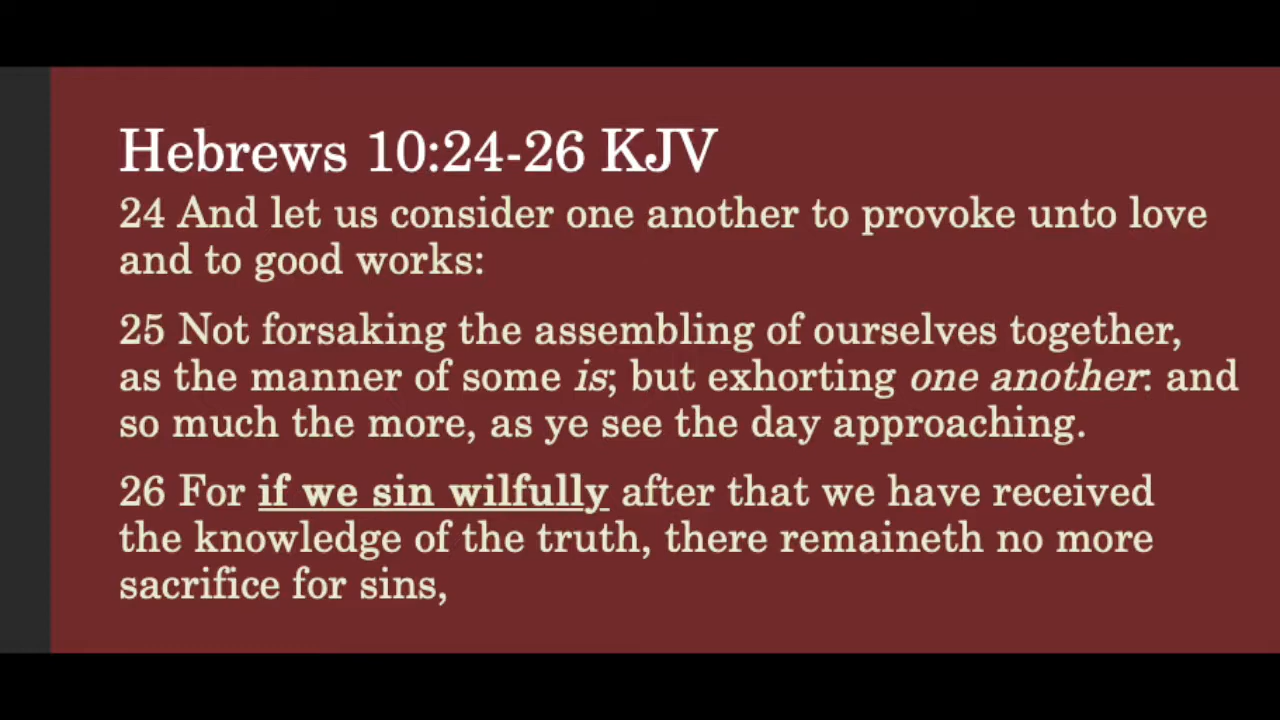 Hebrews 10:24-26 KJV
24 And let us consider one another to provoke unto love
and to good works:
25 Not forsaking the assembling of ourselves together,
as the manner of some is; but exhorting one another: and
so much the more, as ye see the day approaching.
26 For if we sin wilfully after that we have received
the knowledge of the truth, there remaineth no more
sacrifice for sins,